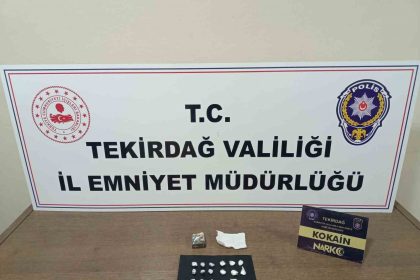 POLİS
T.C.
TEKİRDAĞ VALİLİĞİ
İL EMNİYET MÜDÜRLÜĞÜ
TEKİRDAĞ
KOKAİN
NARKO